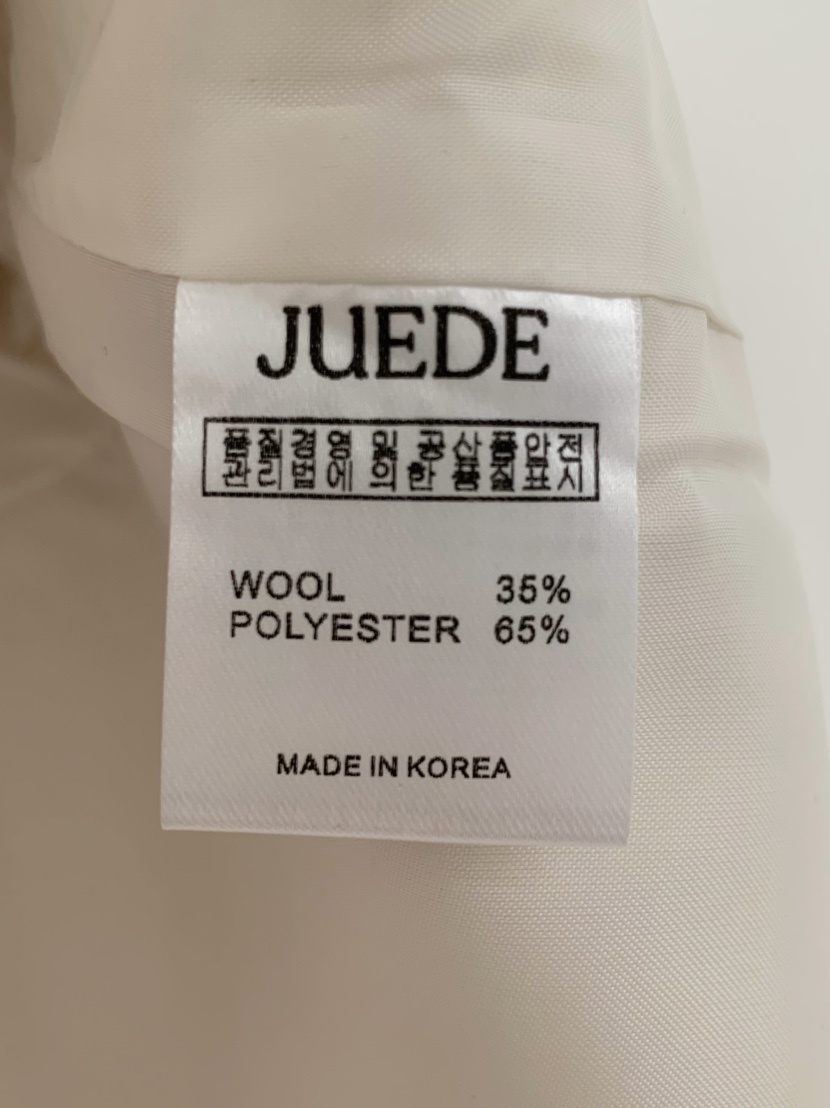 JUEDE
품질경영 및 공산품안전
관리법에 의한 품질표시
WOOL 35%
POLYESTER 65%
MADE IN KOREA